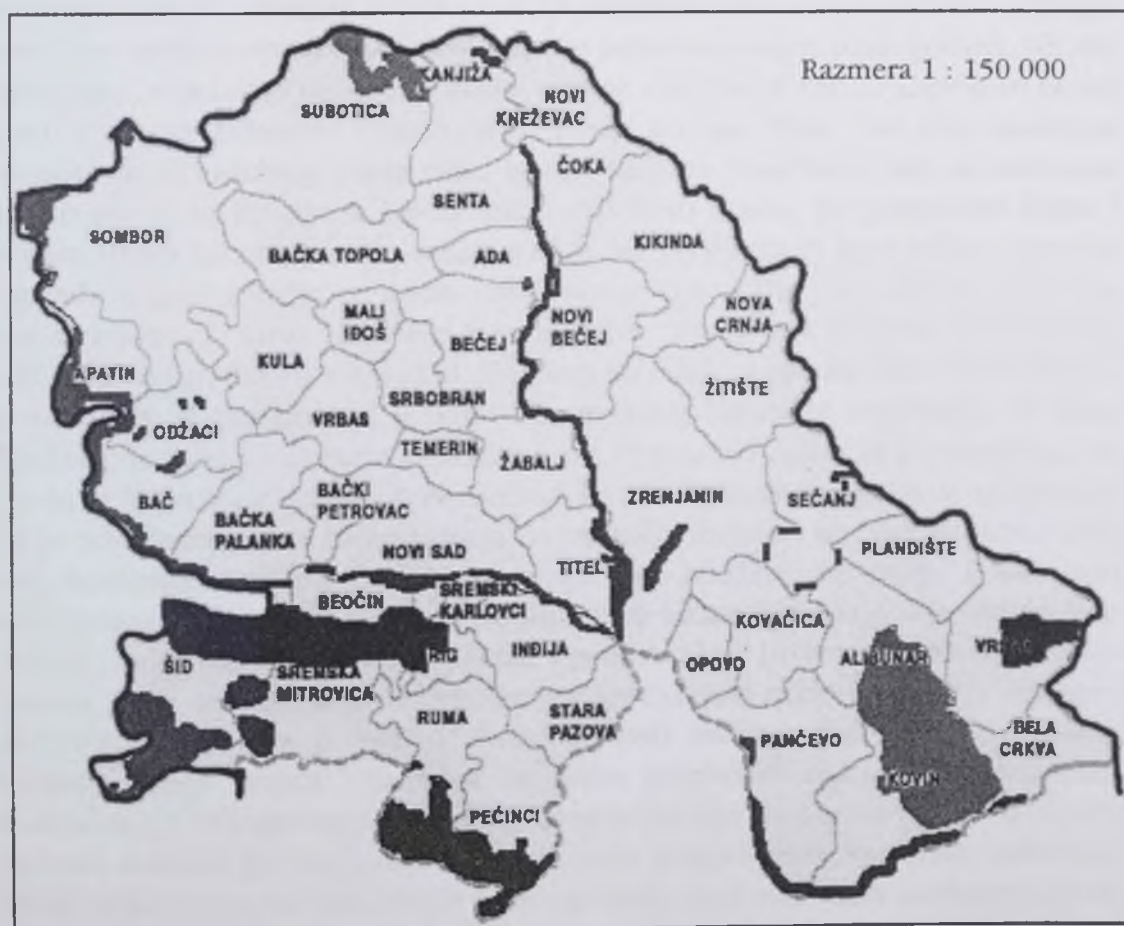 Razmera 1 : 150 000
KANJIŽA
SUBOTICA
NOVI
KNEŽEVAC
ČOKA
SENTA
SOMBOR
KIKINDA
BAČKA TOPOLA
ADA
MALI
IĐOŠ
NOVI
BEČEJ
NOVA
CRNJA
BEČEJ
KULA
APATIN
ŽITIŠTE
SRBOBRAN
ODŽACI
VRBAS
TEMERIN
ŽABALJ
BAČ
BAČKI
PETROVAC
BAČKA
PALANKA
ZRENJANIN
SEČANJ
NOVI SAD
TITEL
PLANDIŠTE
BEOČIN
SREMSKI
KARLOVCI
KOVAČICA
ŠID
RIG
INDIJA
OPOVO
ALIBUNAR
SREMSKA
MITROVICA
RUMA
STARA
PAZOVA
PANČEVO
BELA
CRKVA
KOVIN
PEĆINCI